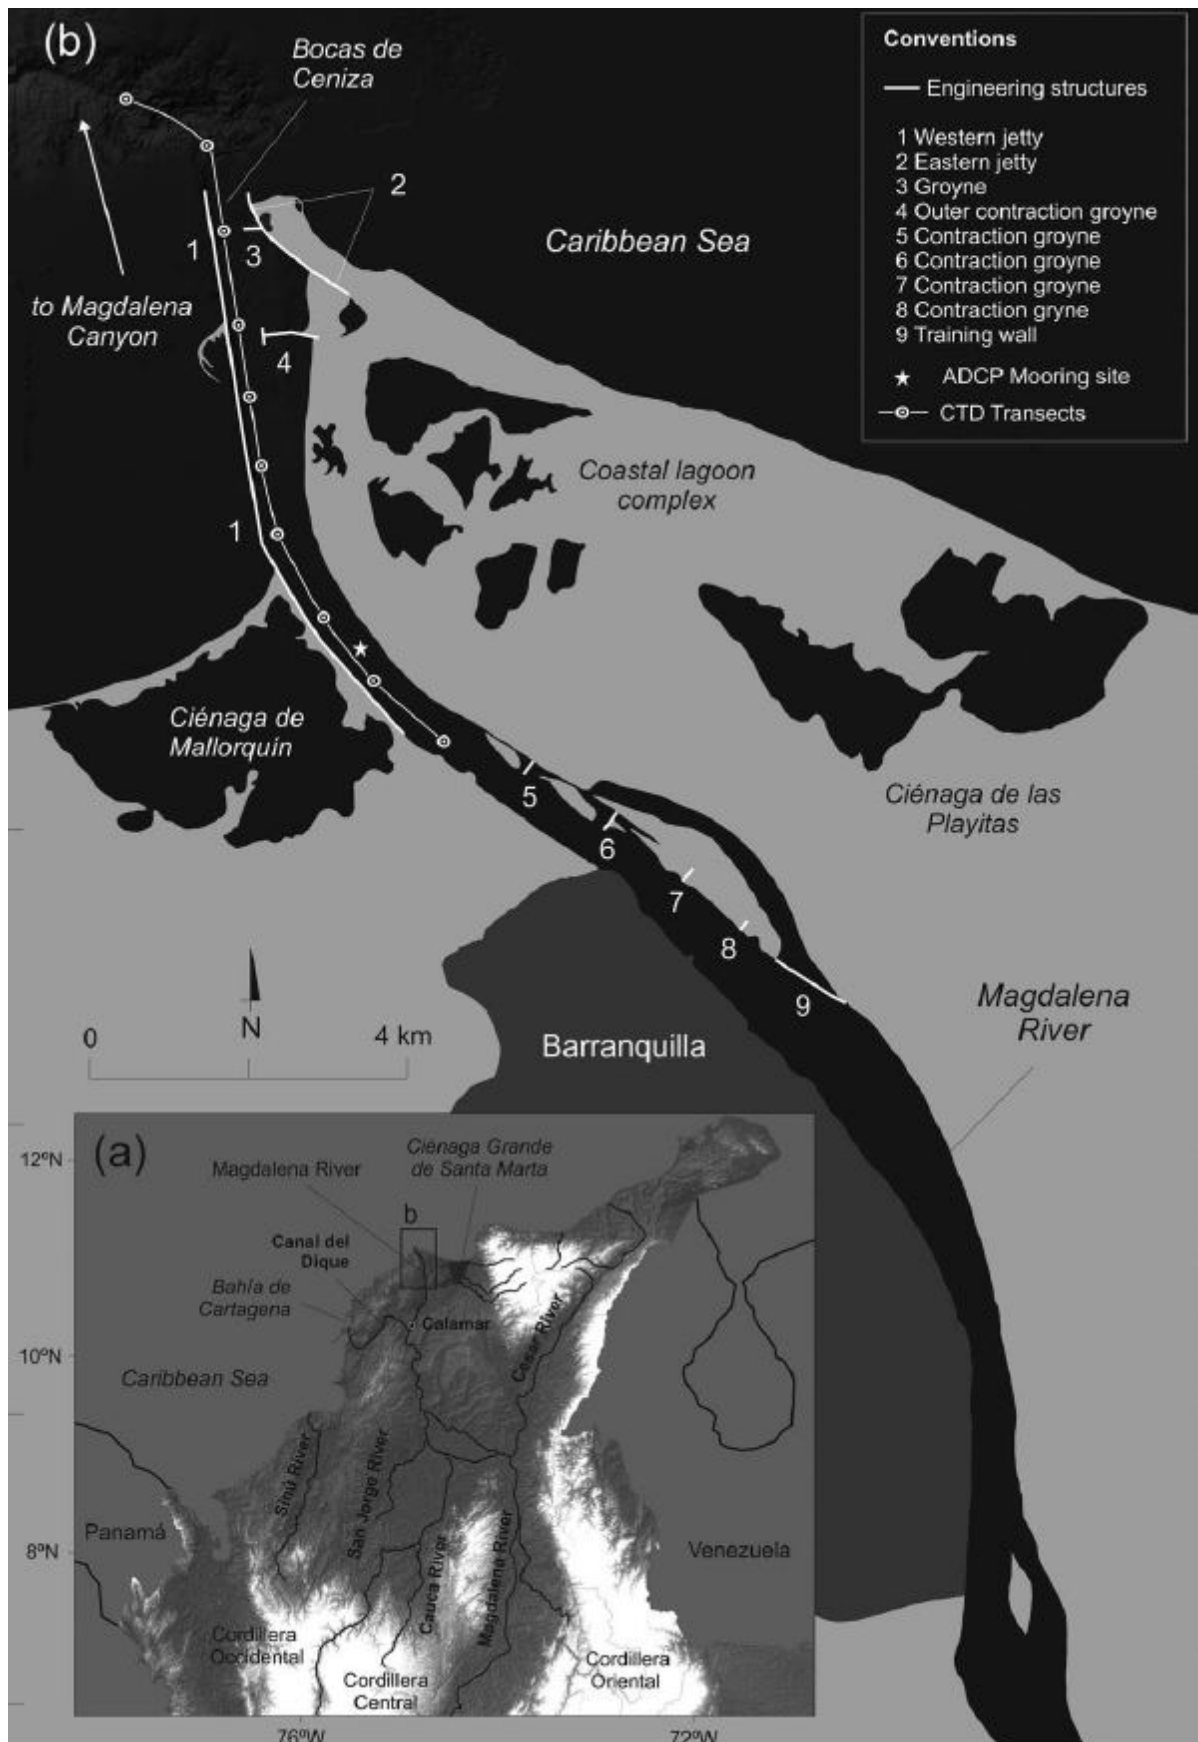 (b)
Bocas de
Ceniza
Conventions
Engineering structures
1 Western jetty
2 Eastern jetty
3 Groyne
4 Outer contraction groyne
5 Contraction groyne
6 Contraction groyne
7 Contraction groyne
8 Contraction gryne
9 Training wall
ADCP Mooring site
CTD Transects
2
1
3
Caribbean Sea
to Magdalena
Canyon
4
Coastal lagoon
complex
1
Ciénaga de
Mallorquín
Ciénaga de las
Playitas
5
6
7
8
9
Magdalena
River
N
0
4 km
Barranquilla
(a)
Ciénaga Grande
de Santa Marta
Magdalena River
12ºN
b
Canal del
Dique
Bahía de
Cartagena
Calamar
Cesar River
10ºN
Caribbean Sea
Sinú River
San Jorge River
Cauca River
Magdalena River
Panamá
8ºN
Venezuela
Cordillera
Occidental
Cordillera
Central
Cordillera
Oriental
76ºW
72ºW